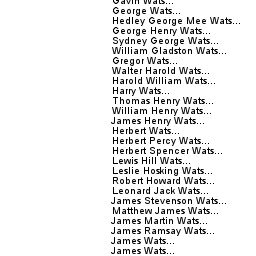 Gavin Wats...
George Wats...
Hedley George Mee Wats...
George Henry Wats...
Sydney George Wats...
William Gladston Wats...
Gregor Wats...
Walter Harold Wats...
Harold William Wats...
Harry Wats...
Thomas Henry Wats...
William Henry Wats...
James Henry Wats...
Herbert Wats...
Herbert Percy Wats...
Herbert Spencer Wats...
Lewis Hill Wats...
Leslie Hosking Wats...
Robert Howard Wats...
Leonard Jack Wats...
James Stevenson Wats...
Matthew James Wats...
James Martin Wats...
James Ramsay Wats...
James Wats...
James Wats...